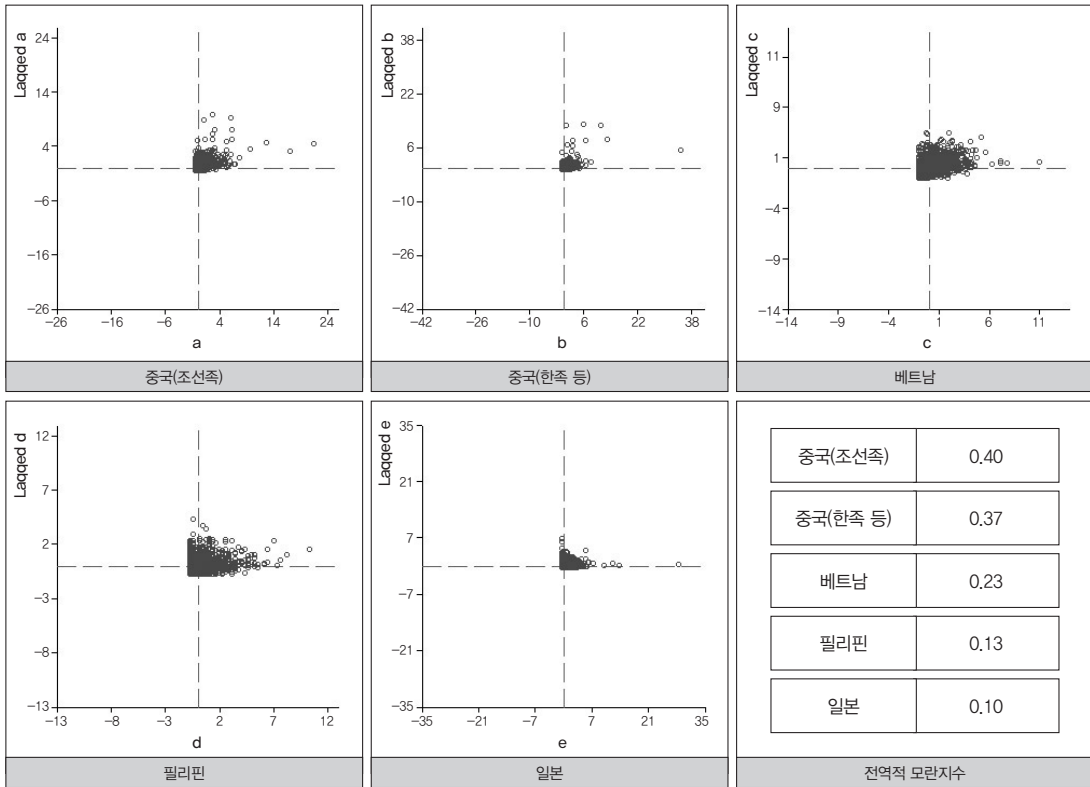 Laqqed a
24
14
4
-6
-16
-26
-26 -16 -6 4 14 24
a
중국(조선족)
Laqqed b
38
22
6
-10
-26
-42
-42 -26 -10 6 22 38
b
중국(한족 등)
Laqqed c
11
9
1
-4
-9
-14
-14 -9 -4 1 6 11
c
베트남
Laqqed d
12
7
2
-3
-8
-13
-13 -8 -3 2 7 12
d
필리핀
Laqqed e
35
21
7
-7
-21
-35
-35 -21 -7 7 21 35
e
일본
중국(조선족) 0.40
중국(한족 등) 0.37
베트남 0.23
필리핀 0.13
일본 0.10
전역적 모란지수